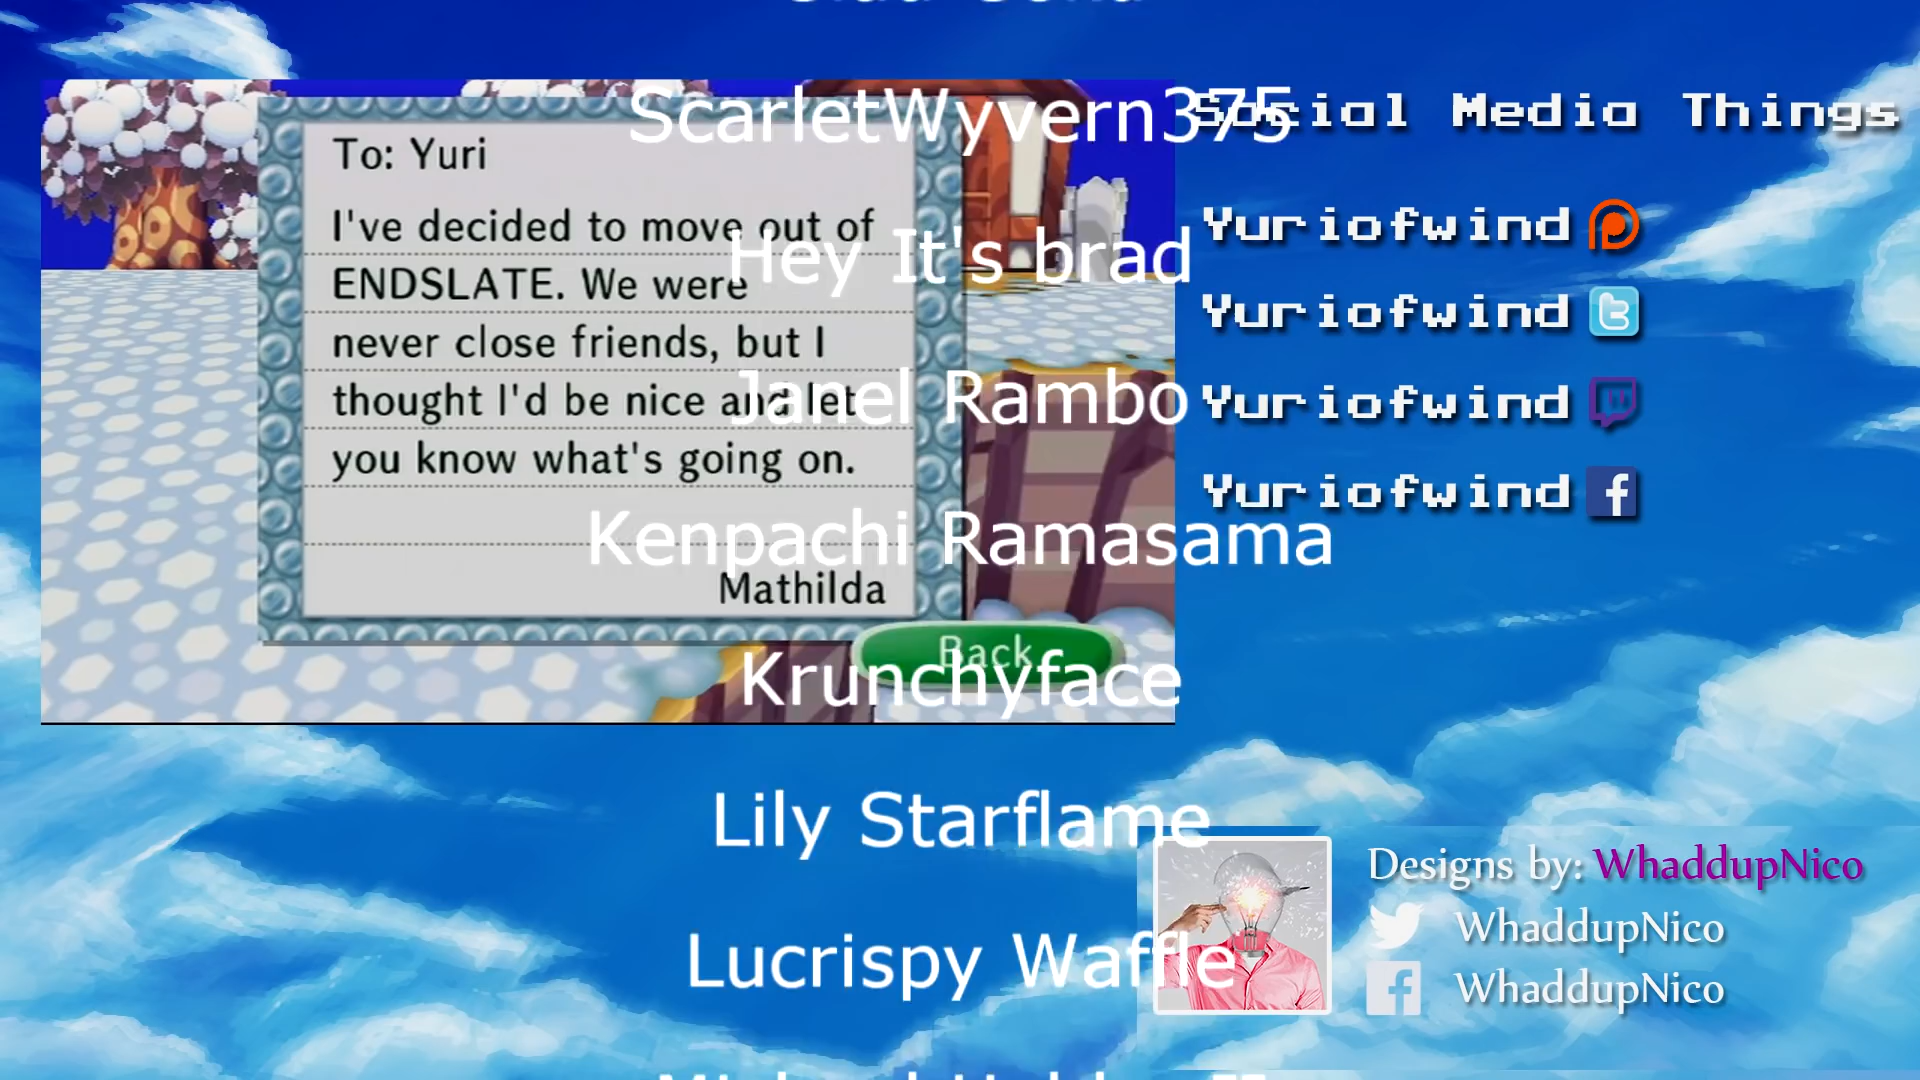 To: Yuri
I've decided to move out of
ENDSLATE. We were
never close friends, but I
thought I'd be nice and let
you know what's going on.
Mathilda
Back
ScarletWyvern375
Hey It's brad
Janel Rambo
Kenpachi Ramasama
Krunchyface
Lily Starflame
Lucrispy Waffle
Social Media Things
Yuriofwind
Yuriofwind
Yuriofwind
Yuriofwind
Designs by: WhaddupNico
WhaddupNico
WhaddupNico